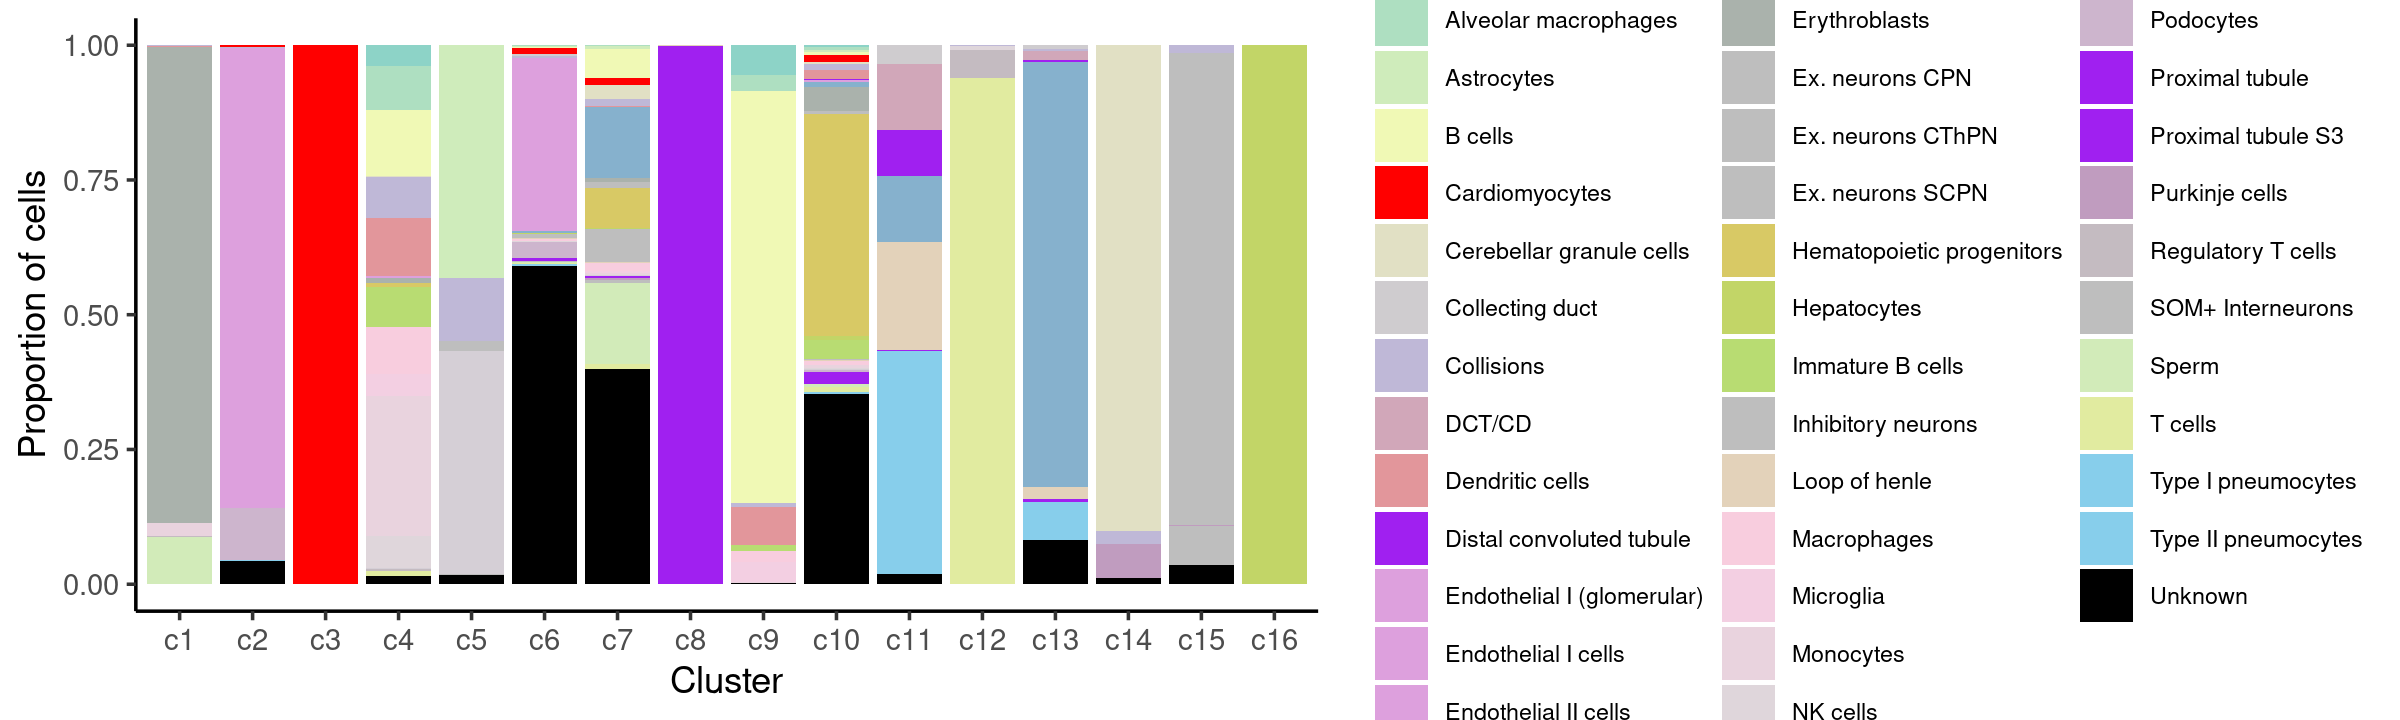 Proportion of cells
1.00
0.75
0.50
0.25
0.00
c1 c2 c3 c4 c5 c6 c7 c8 c9 c10 c11 c12 c13 c14 c15 c16
Cluster
Alveolar macrophages
Astrocytes
B cells
Cardiomyocytes
Cerebellar granule cells
Collecting duct
Collisions
DCT/CD
Dendritic cells
Distal convoluted tubule
Endothelial I (glomerular)
Endothelial I cells
Endothelial II cells
Erythroblasts
Ex. neurons CPN
Ex. neurons CThPN
Ex. neurons SCPN
Hematopoietic progenitors
Hepatocytes
Immature B cells
Inhibitory neurons
Loop of henle
Macrophages
Microglia
Monocytes
NK cells
Podocytes
Proximal tubule
Proximal tubule S3
Purkinje cells
Regulatory T cells
SOM+ Interneurons
Sperm
T cells
Type I pneumocytes
Type II pneumocytes
Unknown